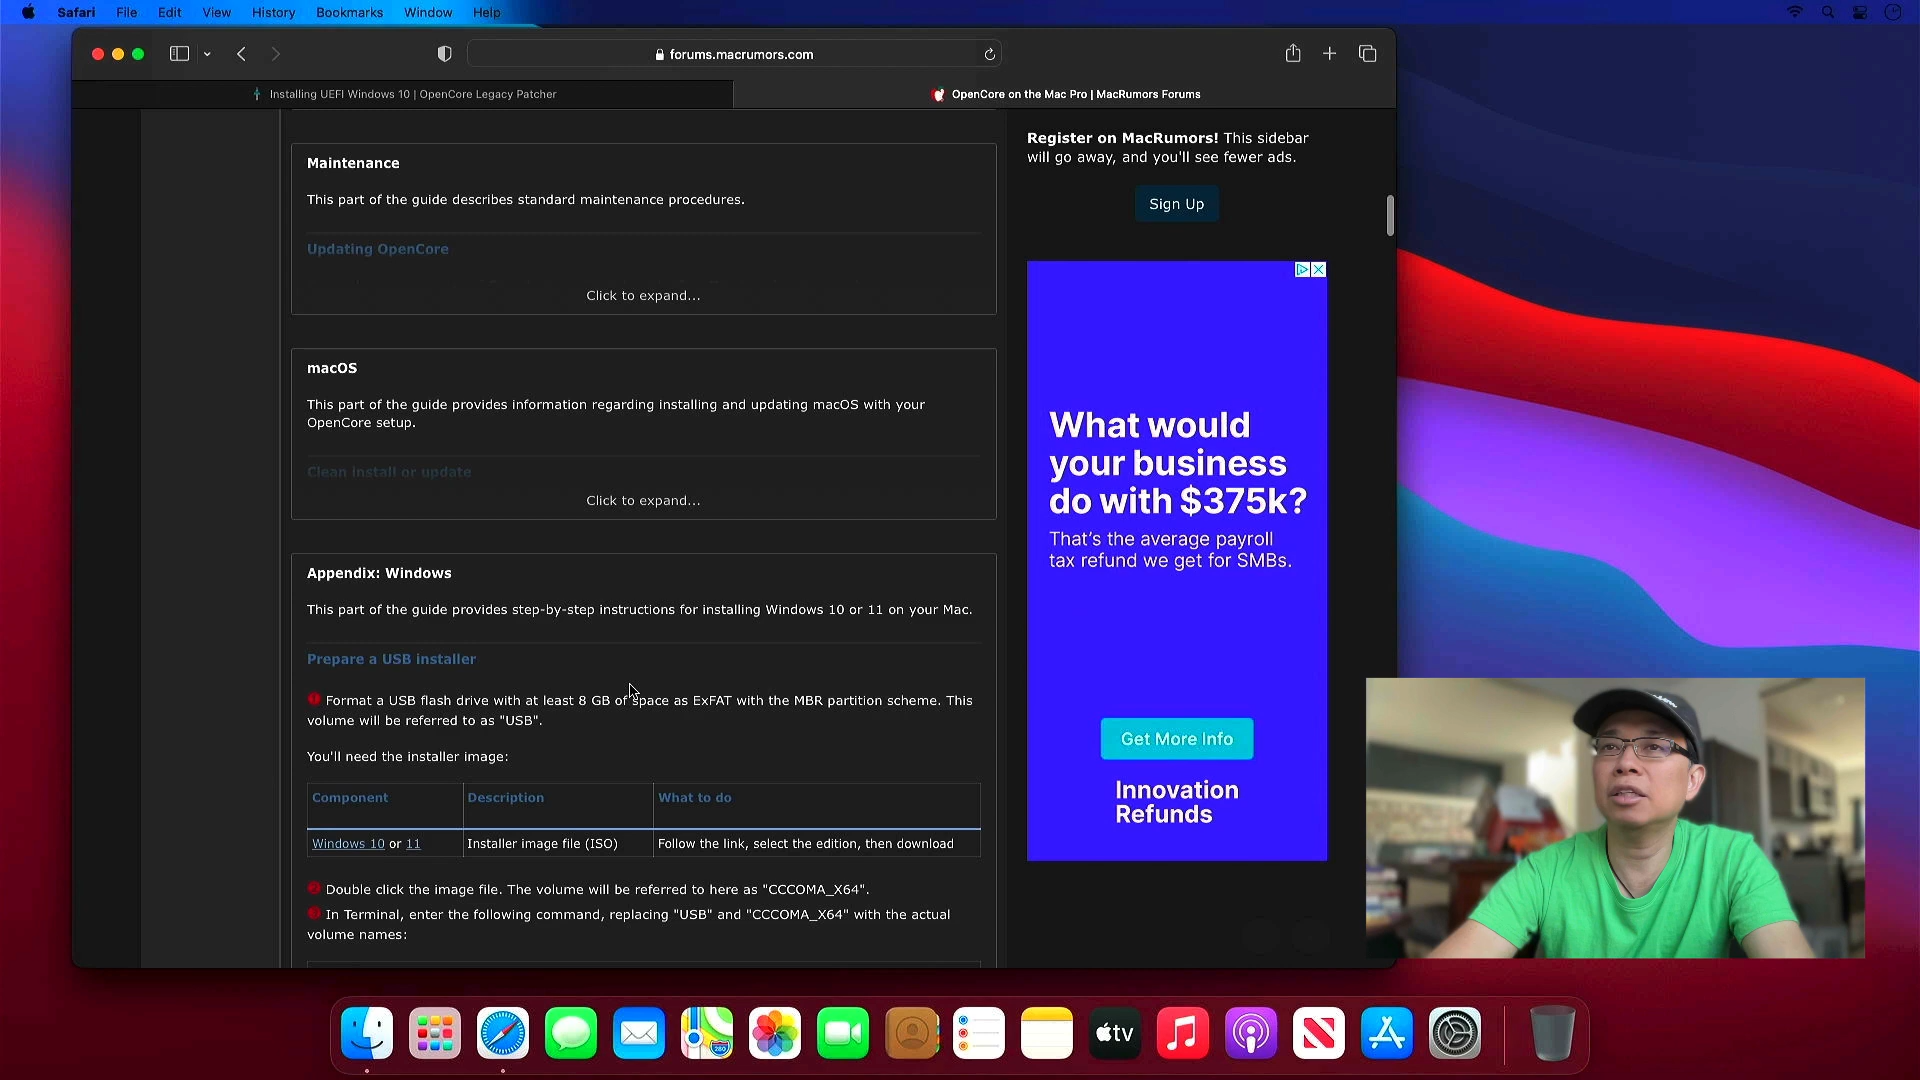 Safari File Edit View History Bookmarks Window Help
forums.macrumors.com
Installing UEFI Windows 10 | OpenCore Legacy Patcher
OpenCore on the Mac Pro | MacRumors Forums
Maintenance
This part of the guide describes standard maintenance procedures.
Updating OpenCore
Click to expand...
macOS
This part of the guide provides information regarding installing and updating macOS with your
OpenCore setup.
Clean install or update
Click to expand...
Appendix: Windows
This part of the guide provides step-by-step instructions for installing Windows 10 or 11 on your Mac.
Prepare a USB installer
Format a USB flash drive with at least 8 GB of space as ExFAT with the MBR partition scheme. This
volume will be referred to as "USB".
You'll need the installer image:
Component Description What to do
Windows 10 or 11 Installer image file (ISO) Follow the link, select the edition, then download
Double click the image file. The volume will be referred to here as "CCCOMA_X64".
In Terminal, enter the following command, replacing "USB" and "CCCOMA_X64" with the actual
volume names:
Register on MacRumors! This sidebar
will go away, and you'll see fewer ads.
Sign Up
What would
your business
do with $375k?
That's the average payroll
tax refund we get for SMBs.
Get More Info
Innovation
Refunds
280
tv